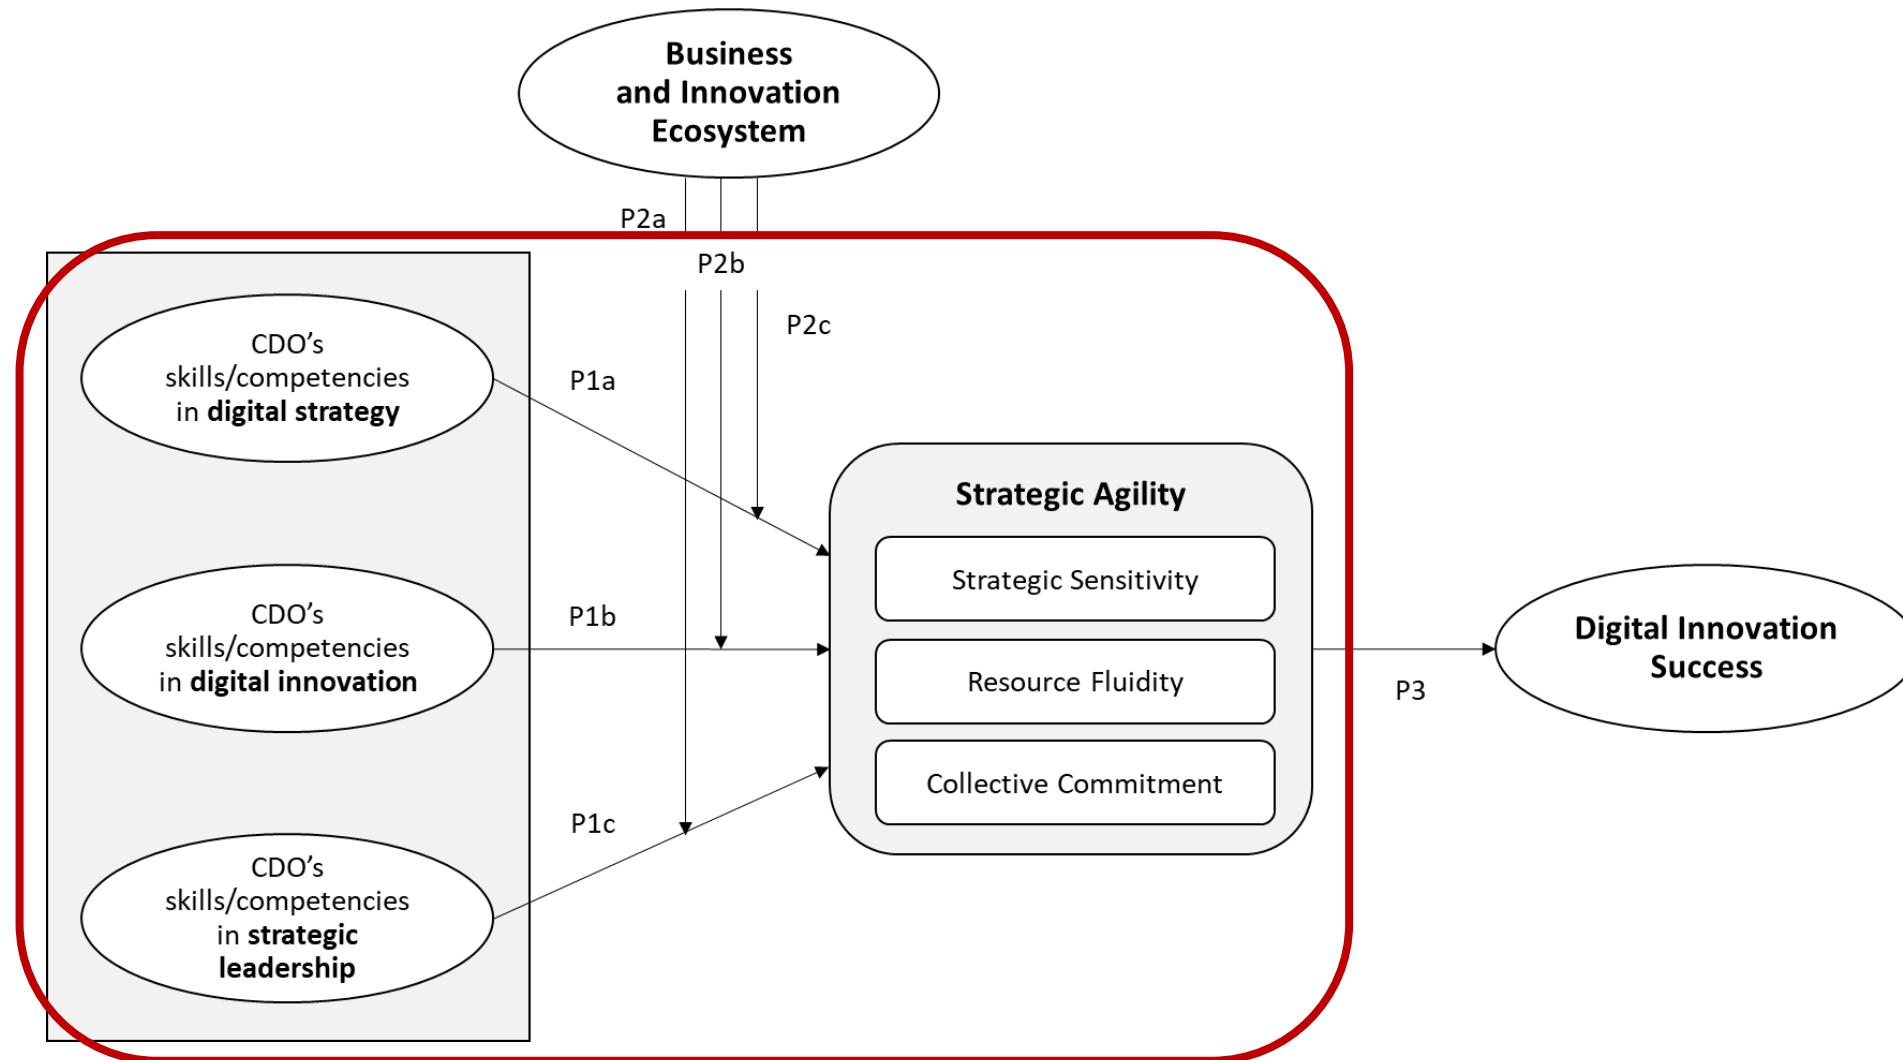 Business
and Innovation
Ecosystem
P2a
P2b
P2c
CDO’s
skills/competencies
in digital strategy
P1a
Strategic Agility
Strategic Sensitivity
CDO’s
skills/competencies
in digital innovation
P1b
Resource Fluidity
Digital Innovation
Success
P3
Collective Commitment
P1c
CDO’s
skills/competencies
in strategic
leadership